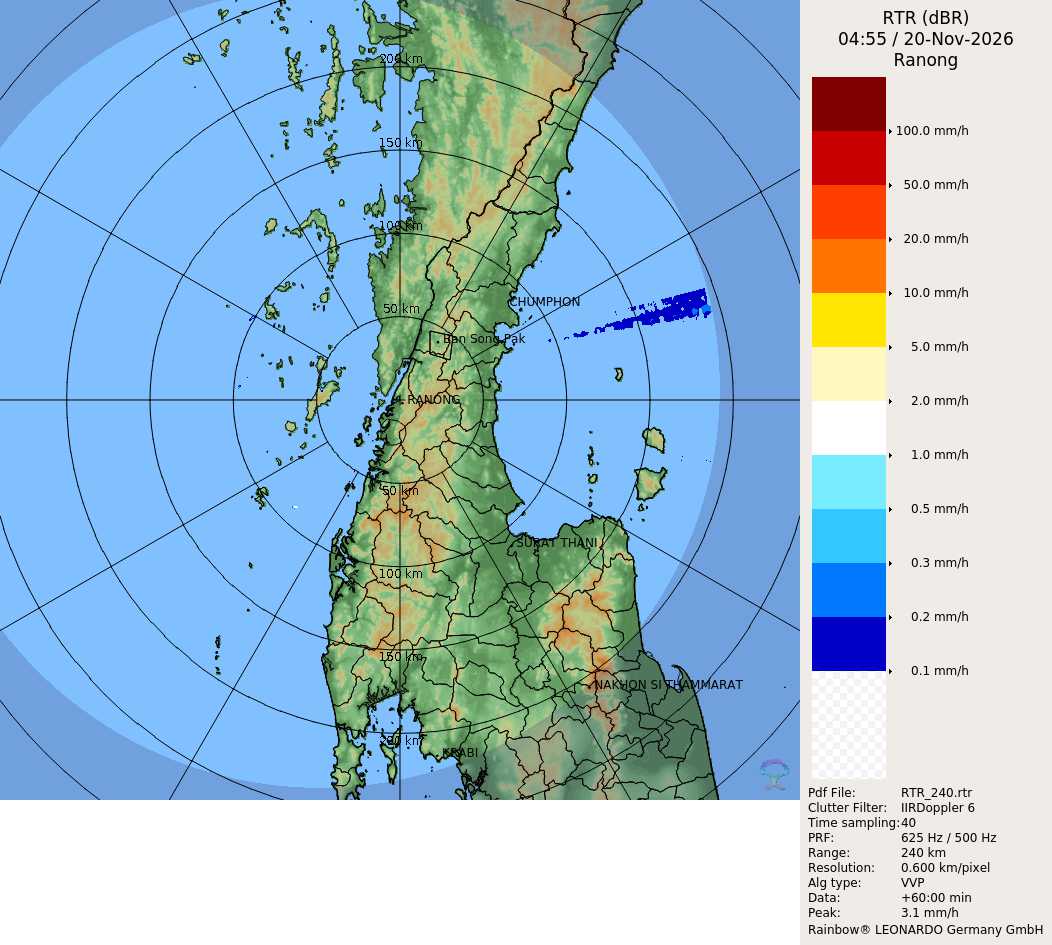 RTR (dBR)
04:55 / 20-Nov-2026
Ranong
200 km
150 km
100 km
50 km
CHUMPHON
Ban Song Pak
RANONG
50 km
SURAT THANI
100 km
150 km
NAKHON SI THAMMARAT
200 km
KRABI
100.0 mm/h
50.0 mm/h
20.0 mm/h
10.0 mm/h
5.0 mm/h
2.0 mm/h
1.0 mm/h
0.5 mm/h
0.3 mm/h
0.2 mm/h
0.1 mm/h
Pdf File: RTR_240.rtr
Clutter Filter: IIRDoppler 6
Time sampling:40
PRF: 625 Hz / 500 Hz
Range: 240 km
Resolution: 0.600 km/pixel
Alg type: VVP
Data: +60:00 min
Peak: 3.1 mm/h
Rainbow® LEONARDO Germany GmbH